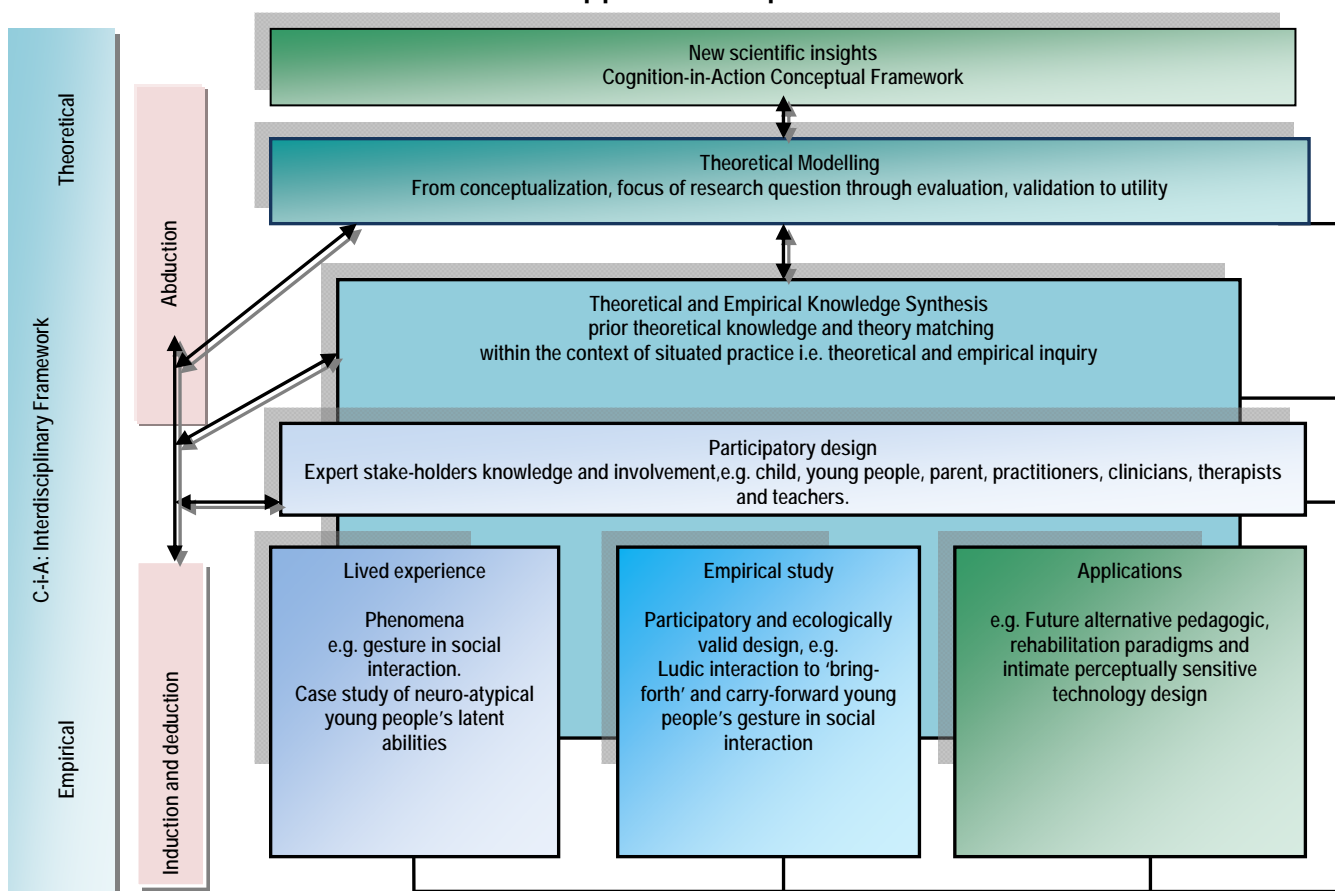 New scientific insights
Cognition-in-Action Conceptual Framework
Theoretical Modelling
From conceptualization, focus of research question through evaluation, validation to utility
Theoretical and Empirical Knowledge Synthesis
prior theoretical knowledge and theory matching
within the context of situated practice i.e. theoretical and empirical inquiry
Participatory design
Expert stake-holders knowledge and involvement,e.g. child, young people, parent, practitioners, clinicians, therapists
and teachers.
Lived experience
Phenomena
e.g. gesture in social
interaction.
Case study of neuro-atypical
young people’s latent
abilities
Empirical study
Participatory and ecologically
valid design, e.g.
Ludic interaction to ‘bring-
forth’ and carry-forward young
people’s gesture in social
interaction
Applications
e.g. Future alternative pedagogic,
rehabilitation paradigms and
intimate perceptually sensitive
technology design
Theoretical
C-i-A: Interdisciplinary Framework
Empirical
Abduction
Induction and deduction